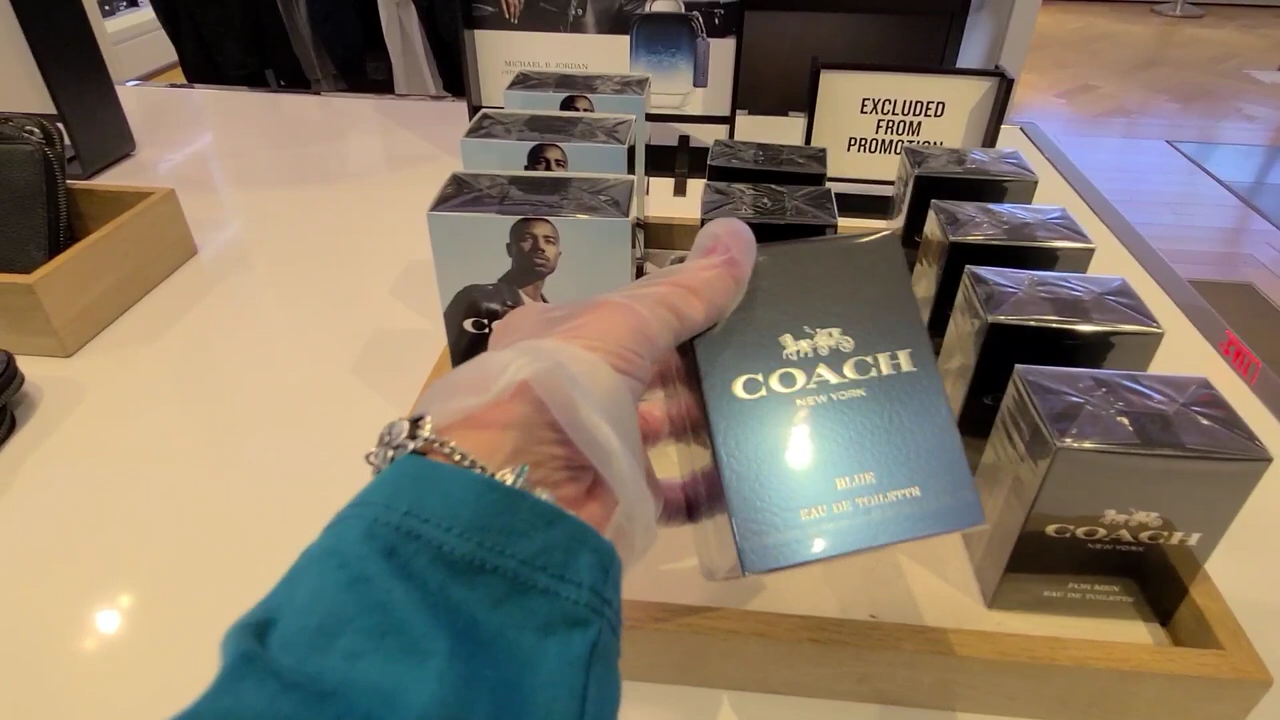 MICHAEL B. JORDAN
EXCLUDED
FROM
PROMOTION
COACH
NEW YORK
BLUE
EAU DE TOILETTE
COACH
NEW YORK
FOR MEN
EAU DE TOILETTE
C